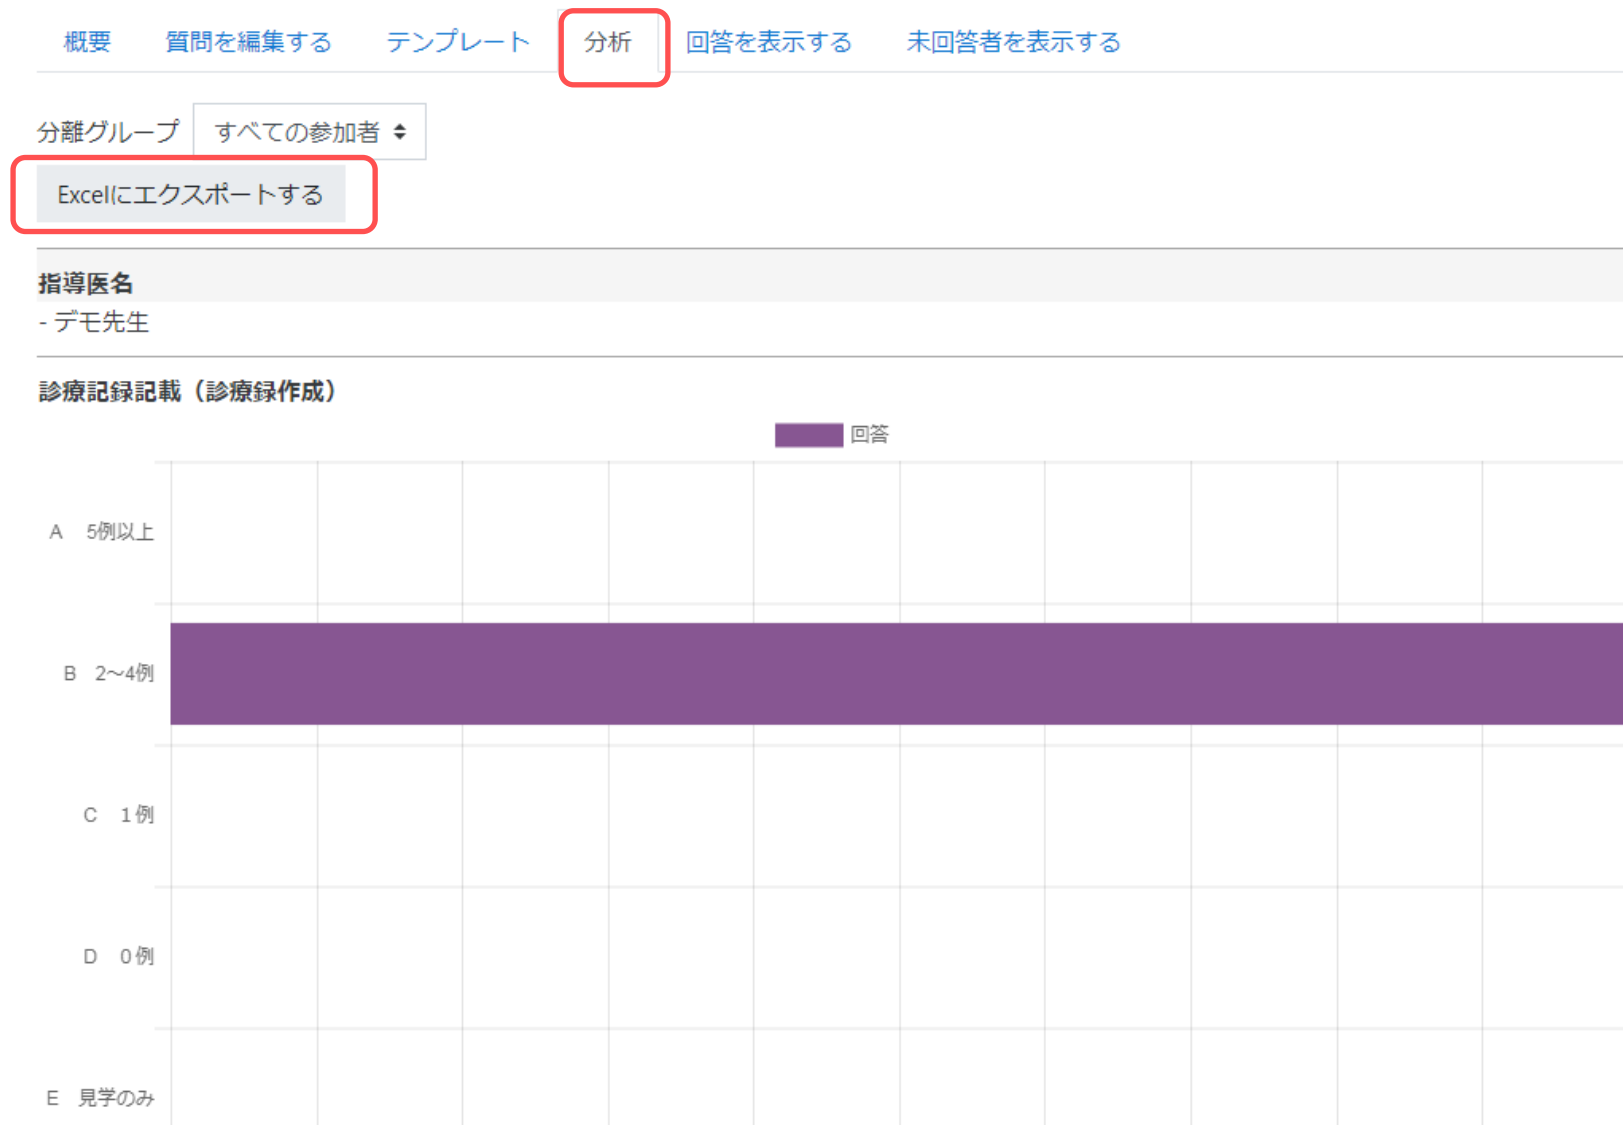 概要 質問を編集する テンプレート 分析 回答を表示する 未回答者を表示する
分離グループ すべての参加者
Excelにエクスポートする
指導医名
- デモ先生
診療記録記載（診療録作成）
回答
A 5例以上
B 2〜4例
C 1例
D 0例
E 見学のみ